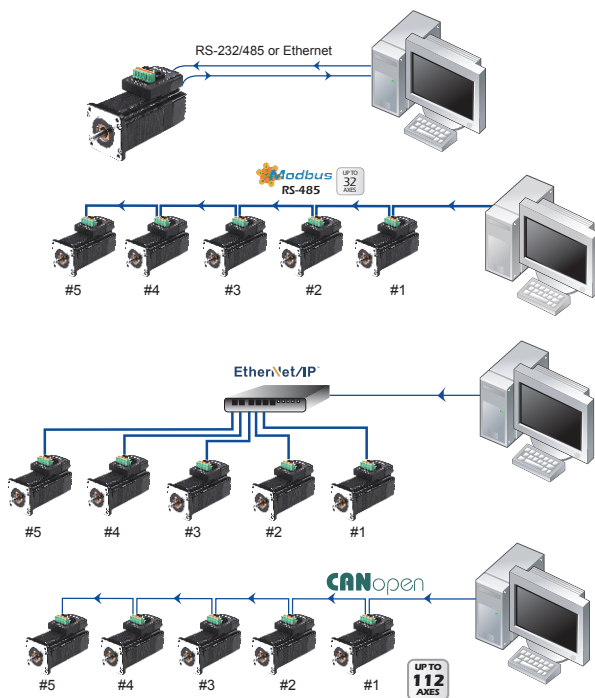 RS-232/485 or Ethernet
Modbus
RS-485
UP TO
32
AXES
#5 #4 #3 #2 #1
EtherNet/IP™
#5 #4 #3 #2 #1
CANopen
#5 #4 #3 #2 #1
UP TO
112
AXES